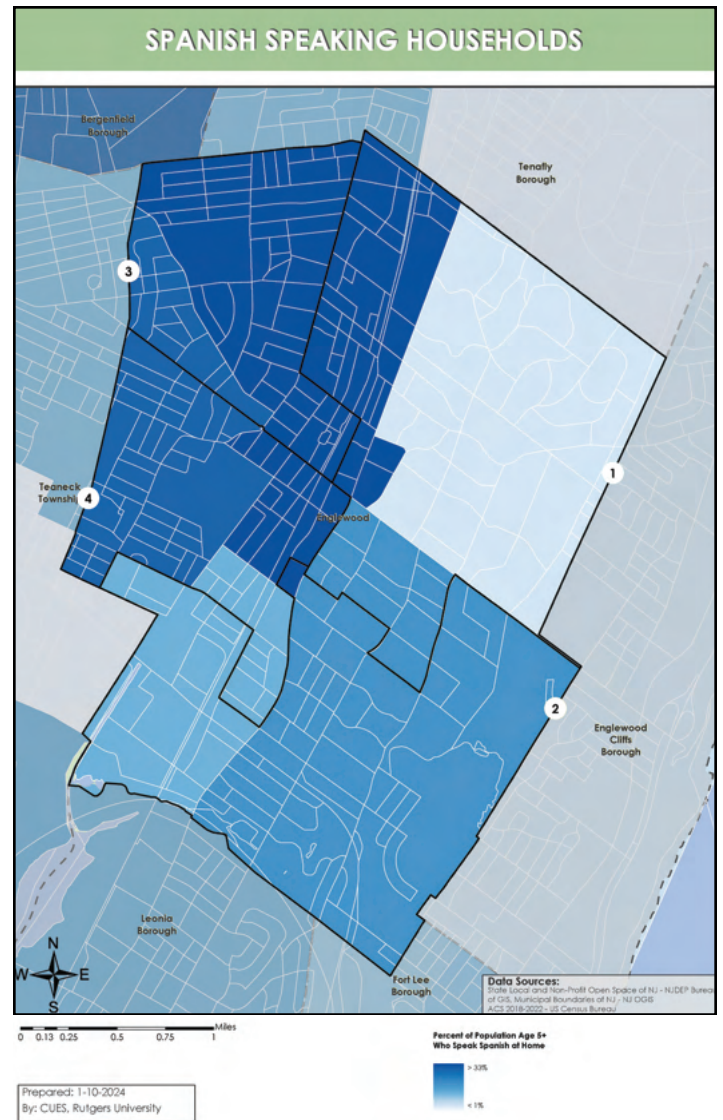 SPANISH SPEAKING HOUSEHOLDS
Bergenfield
Borough
Tenafly
Borough
3
1
Teaneck
Township
4
Englewood
2
Englewood
Cliffs
Borough
Leonia
Borough
N
W
E
S
Fort Lee
Borough
Data Sources:
State Local and Non-Profit Open Space of NJ - NJDEP Bureau
of GIS, Municipal Boundaries of NJ - NJ OGIS
ACS 2018-2022 - US Census Bureau
Miles
0 0.13 0.25 0.5 0.75 1
Percent of Population Age 5+
Who Speak Spanish at Home
> 33%
< 1%
Prepared: 1-10-2024
By: CUES, Rutgers University